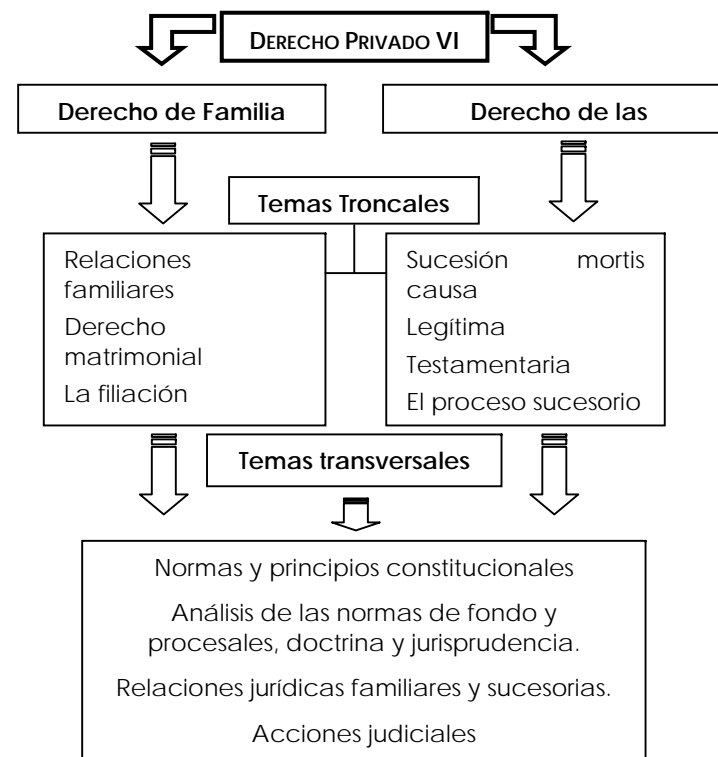 DERECHO PRIVADO VI
Derecho de Familia
Derecho de las
Temas Troncales
Relaciones
familiares
Derecho
matrimonial
La filiación
Sucesión mortis
causa
Legítima
Testamentaria
El proceso sucesorio
Temas transversales
Normas y principios constitucionales
Análisis de las normas de fondo y
procesales, doctrina y jurisprudencia.
Relaciones jurídicas familiares y sucesorias.
Acciones judiciales